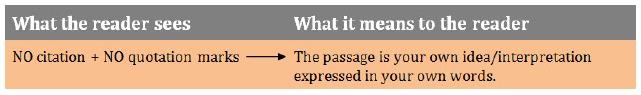 What the reader sees What it means to the reader
NO citation + NO quotation marks The passage is your own idea/interpretation
expressed in your own words.